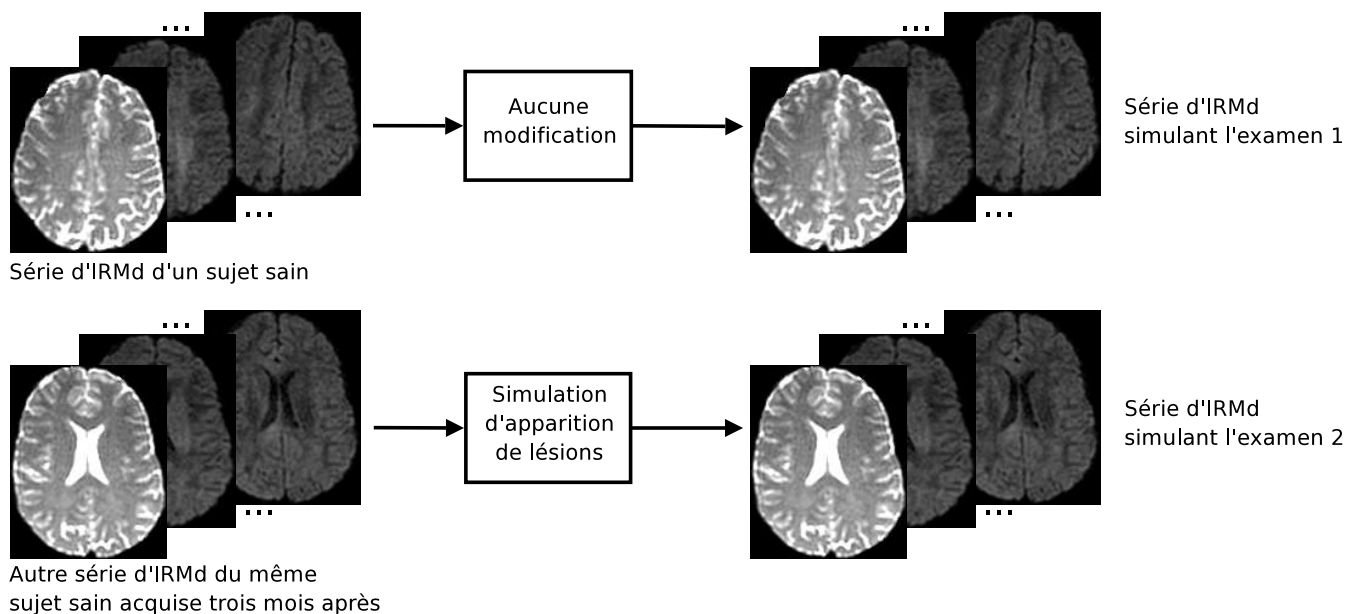 ...
Aucune
modification
...
Série d'IRMd
simulant l'examen 1
...
...
Série d'IRMd d'un sujet sain
...
Simulation
d'apparition
de lésions
...
Série d'IRMd
simulant l'examen 2
...
...
Autre série d'IRMd du même
sujet sain acquise trois mois après